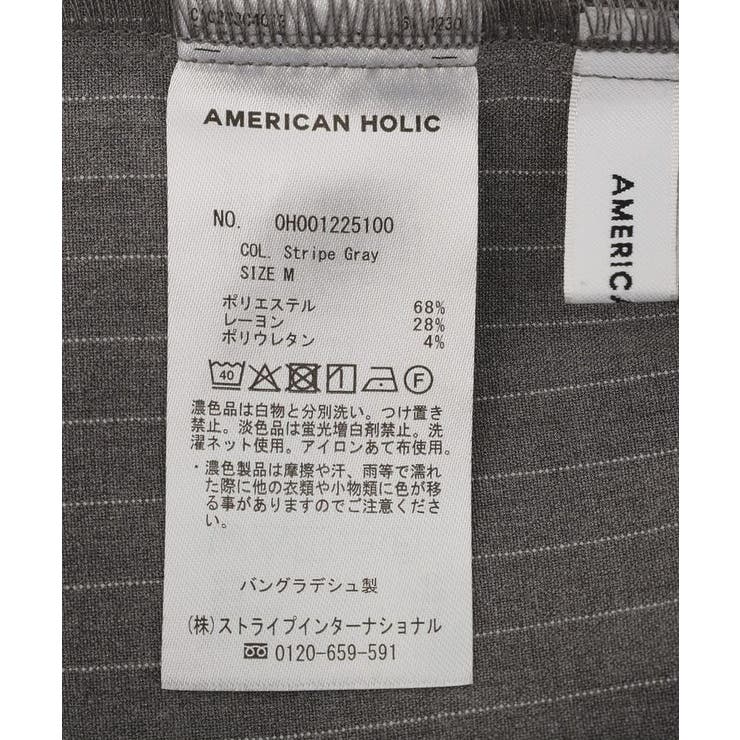 AMERICAN HOLIC
NO. OH001225100
COL. Stripe Gray
SIZE M
ポリエステル 68%
レーヨン 28%
ポリウレタン 4%
40
F
濃色品は白物と分別洗い。つけ置き
禁止。淡色品は蛍光増白剤禁止。洗
濯ネット使用。アイロンあて布使用。
・濃色製品は摩擦や汗、雨等で濡れ
た際に他の衣類や小物類に色が移
る事がありますのでご注意くださ
い。
バングラデシュ製
(株)ストライプインターナショナル
0120-659-591
AMERICA